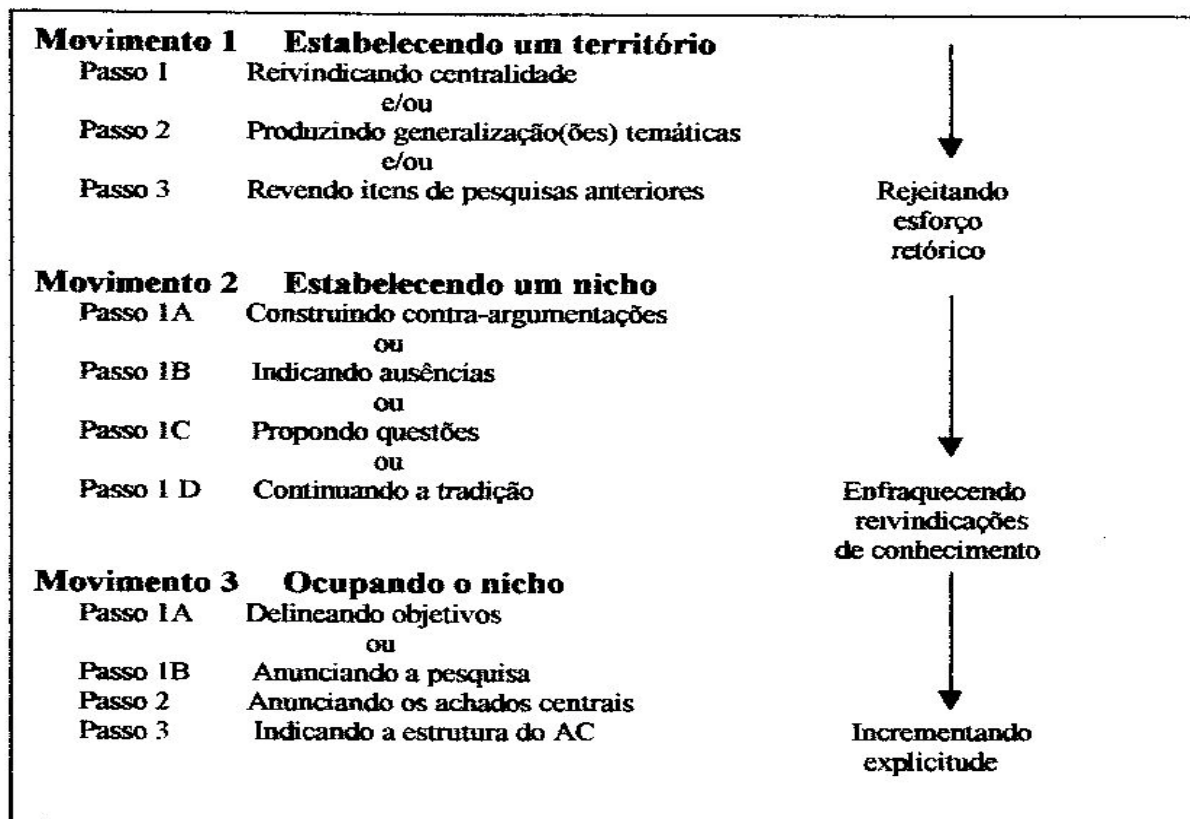 Movimento 1 Estabelecendo um território
Passo 1 Reivindicando centralidade
e/ou
Passo 2 Produzindo generalização(ões) temáticas
e/ou
Passo 3 Revendo itens de pesquisas anteriores
Rejeitando
esforço
retórico
Movimento 2 Estabelecendo um nicho
Passo 1A Construindo contra-argumentações
ou
Passo 1B Indicando ausências
ou
Passo 1C Propondo questões
ou
Passo 1 D Continuando a tradição
Enfraquecendo
reivindicações
de conhecimento
Movimento 3 Ocupando o nicho
Passo 1A Delineando objetivos
ou
Passo 1B Anunciando a pesquisa
Passo 2 Anunciando os achados centrais
Passo 3 Indicando a estrutura do AC
Incrementando
explicitude